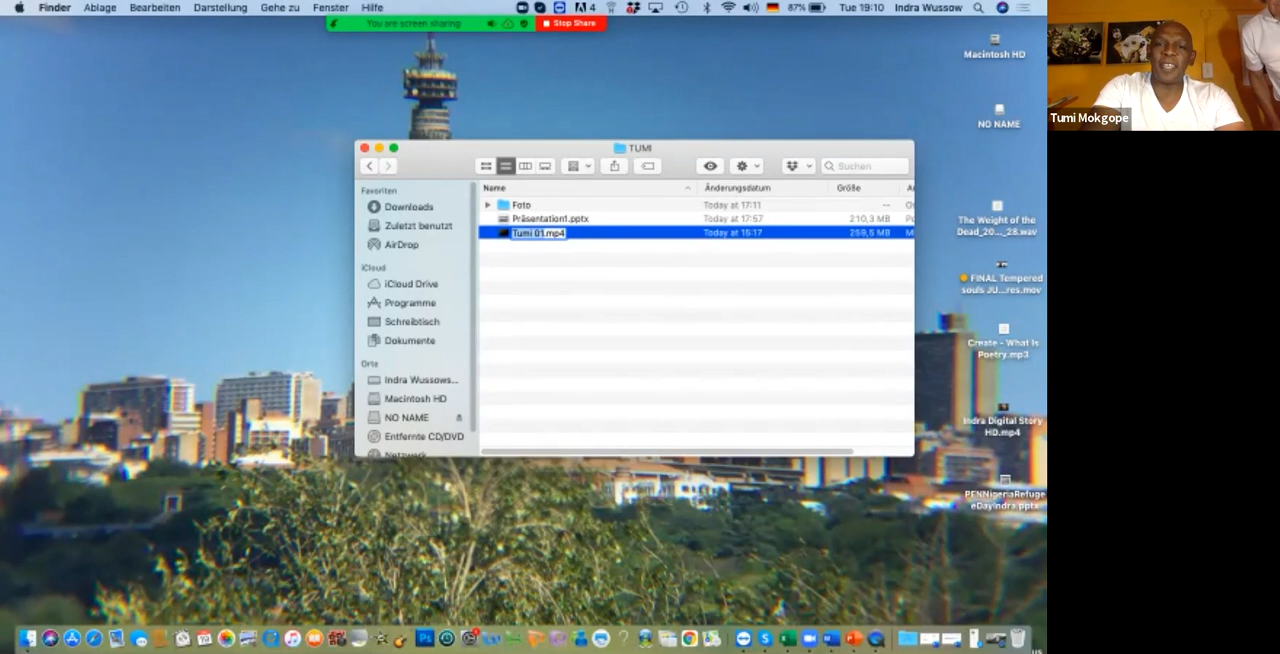 Finder Ablage Bearbeiten Darstellung Gehe zu Fenster Hilfe 4 87% Tue 19:10 Indra Wussow
You are screen sharing Stop Share
Macintosh HD
Tumi Mokgope
NO NAME
TUMI
Suchen
Favoriten
Name Änderungsdatum Größe
Downloads
Foto Today at 17:11 --
Zuletzt benutzt
Präsentation1.pptx Today at 17:57 210,3 MB
AirDrop
Tumi 01.mp4 Today at 15:17 259,5 MB
The Weight of the
Dead_20..._28.wav
iCloud
iCloud Drive
FINAL Tempered
souls JU...res.mov
Programme
Schreibtisch
Dokumente
Create - What Is
Poetry.mp3
Orte
Indra Wussows...
Macintosh HD
NO NAME
Indra Digital Story
HD.mp4
Entfernte CD/DVD
Netzwerk
PENNigeriaRefuge
eDayIndra.pptx